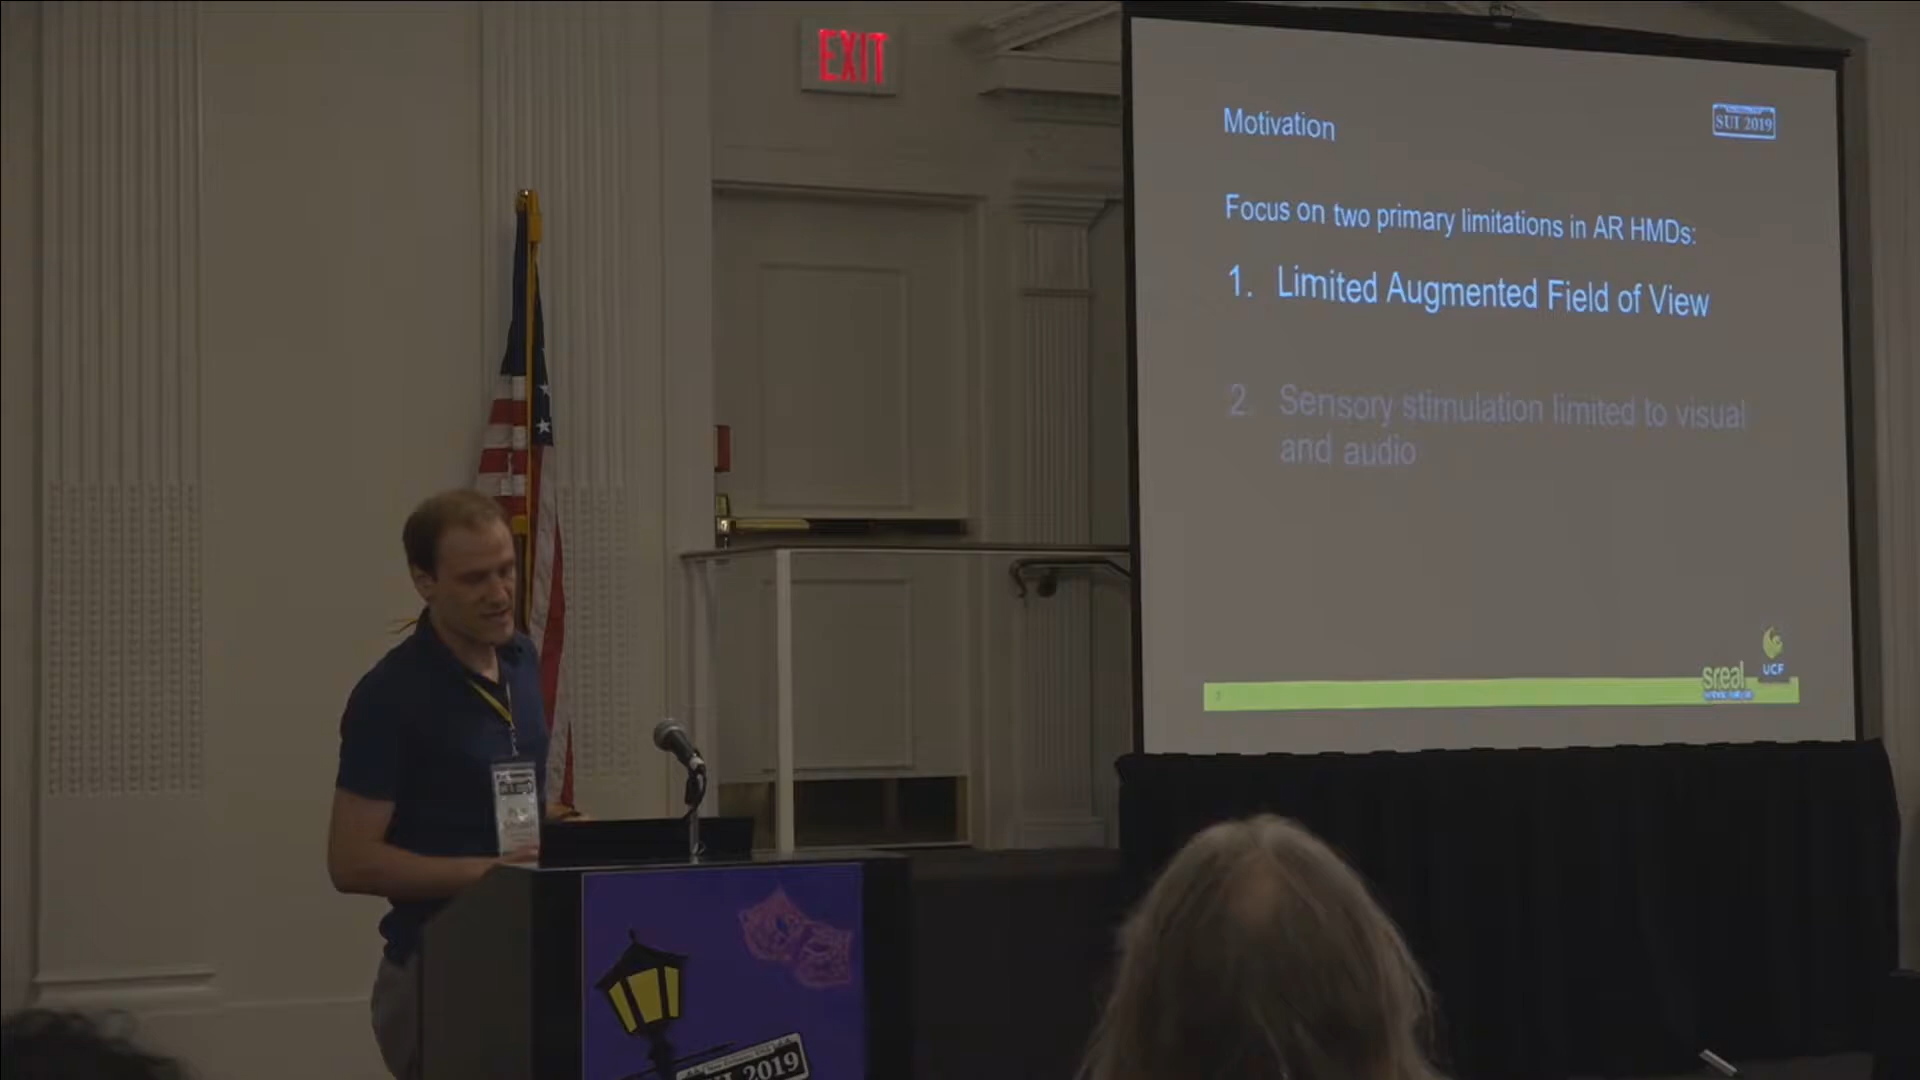 EXIT
Motivation
SUI 2019
Focus on two primary limitations in AR HMDs:
1. Limited Augmented Field of View
2. Sensory stimulation limited to visual
and audio
sreal
UCF
SUI 2019